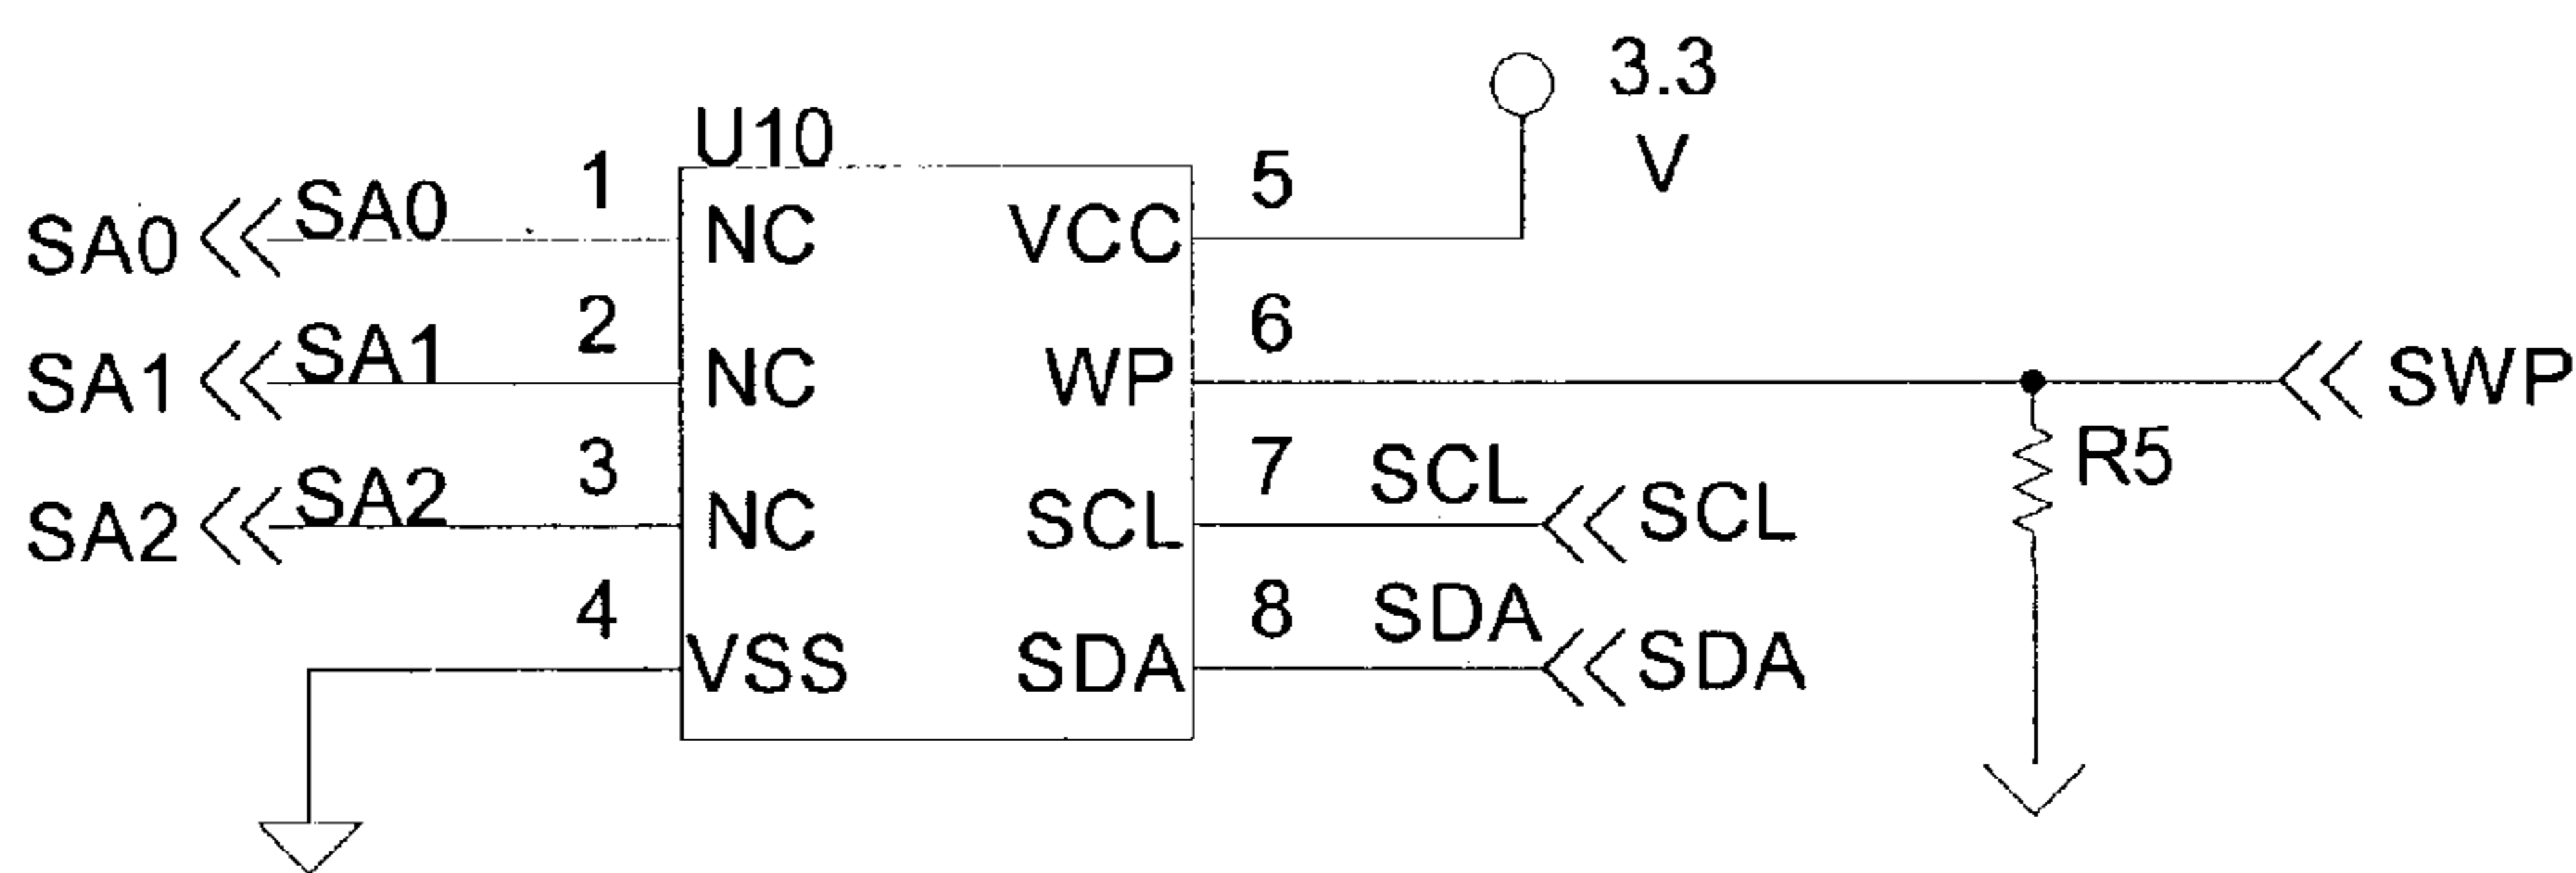 3.3
V
U10
SA0 SA0 1 NC VCC 5
SA1 SA1 2 NC WP 6 SWP
SA2 SA2 3 NC SCL 7 SCL SCL
R5
4 VSS SDA 8 SDA SDA